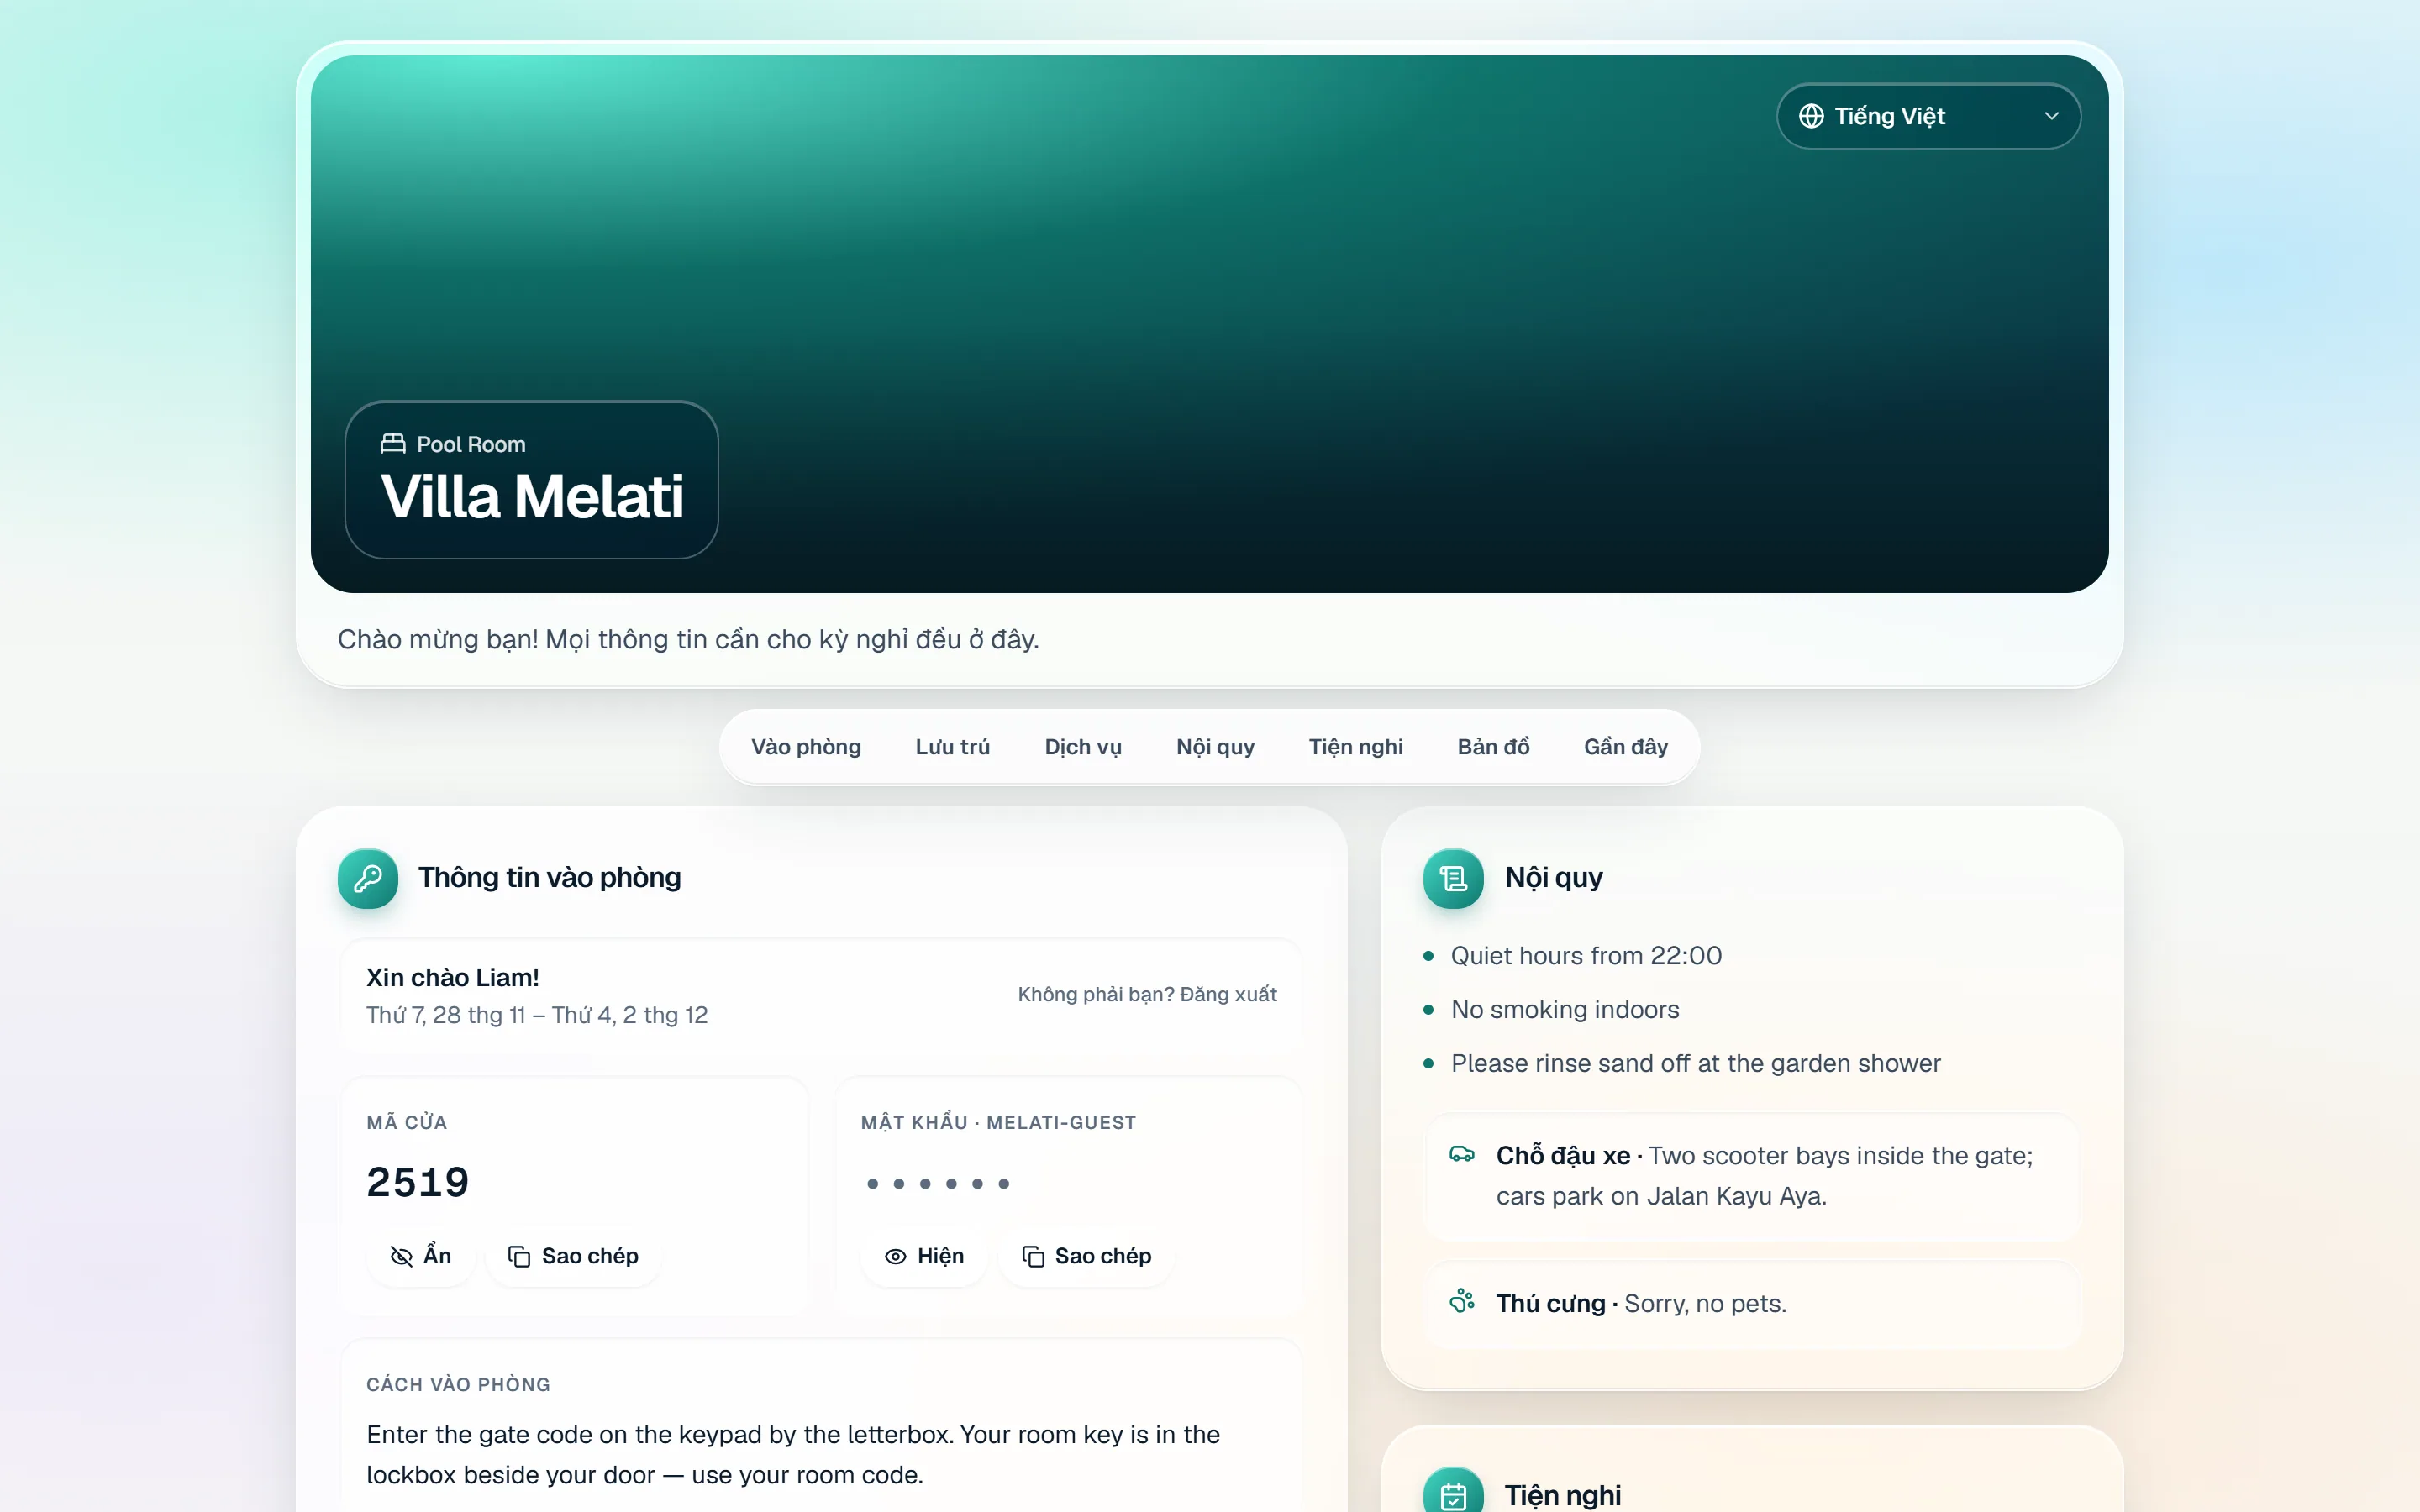 Tiếng Việt
Pool Room
Villa Melati
Chào mừng bạn! Mọi thông tin cần cho kỳ nghỉ đều ở đây.
Vào phòng
Lưu trú
Dịch vụ
Nội quy
Tiện nghi
Bản đồ
Gần đây
Thông tin vào phòng
Xin chào Liam!
Thứ 7, 28 thg 11 – Thứ 4, 2 thg 12
Không phải bạn? Đăng xuất
MÃ CỬA
2519
Ẩn
Sao chép
MẬT KHẨU · MELATI-GUEST
••••••
Hiện
Sao chép
CÁCH VÀO PHÒNG
Enter the gate code on the keypad by the letterbox. Your room key is in the
lockbox beside your door — use your room code.
Nội quy
Quiet hours from 22:00
No smoking indoors
Please rinse sand off at the garden shower
Chỗ đậu xe · Two scooter bays inside the gate;
cars park on Jalan Kayu Aya.
Thú cưng · Sorry, no pets.
Tiện nghi